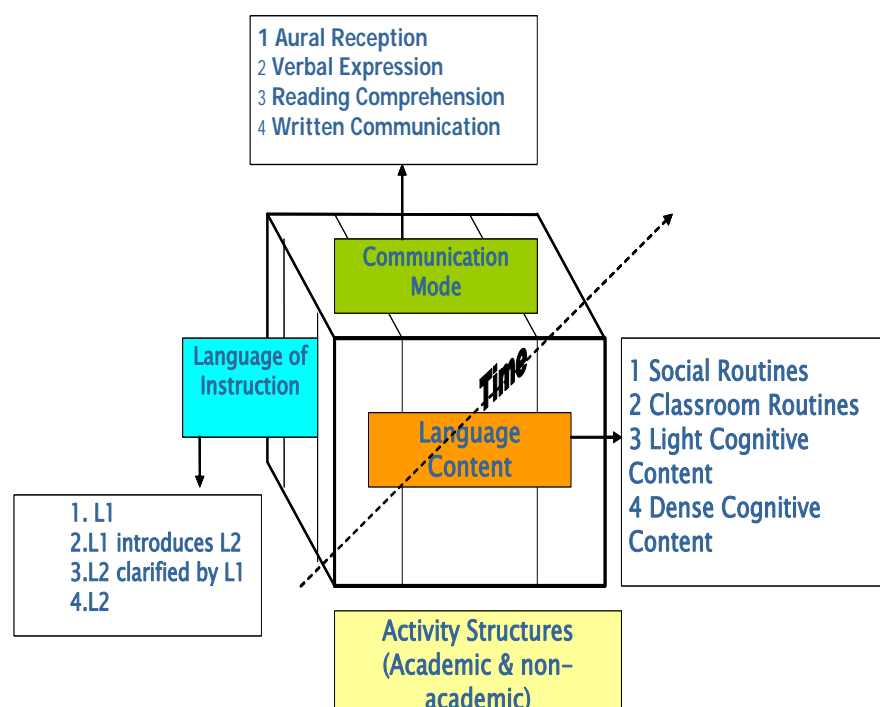 1 Aural Reception
2 Verbal Expression
3 Reading Comprehension
4 Written Communication
Communication
Mode
Language of
Instruction
Time
Language
Content
1 Social Routines
2 Classroom Routines
3 Light Cognitive
Content
4 Dense Cognitive
Content
1. L1
2.L1 introduces L2
3.L2 clarified by L1
4.L2
Activity Structures
(Academic & non-
academic)